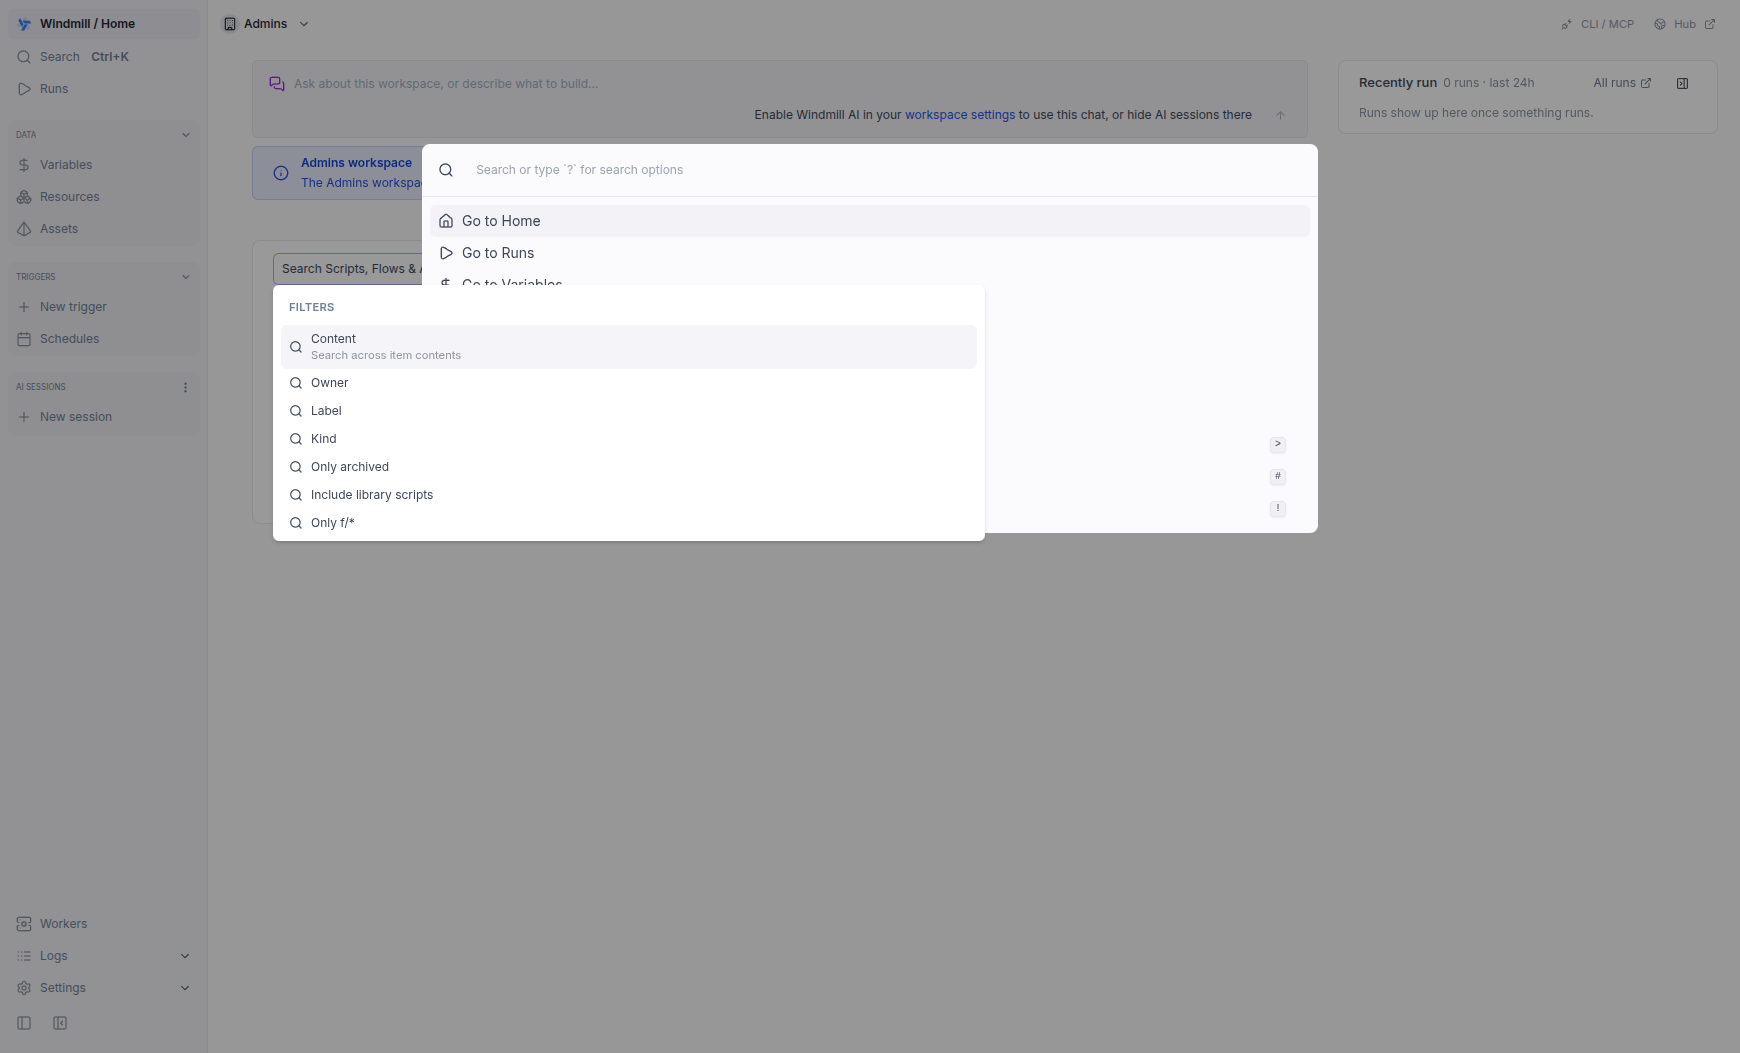 Windmill / Home
Search Ctrl+K
Runs
DATA
Variables
Resources
Assets
TRIGGERS
New trigger
Schedules
AI SESSIONS
New session
Workers
Logs
Settings
Admins
CLI / MCP
Hub
Ask about this workspace, or describe what to build...
Enable Windmill AI in your workspace settings to use this chat, or hide AI sessions there
Recently run 0 runs · last 24h All runs
Runs show up here once something runs.
Admins workspace
The Admins
Search or type `?` for search options
Go to Home
Go to Runs
Go to Variables
>
#
!
Search Scripts, Flows &
FILTERS
Content
Search across item contents
Owner
Label
Kind
Only archived
Include library scripts
Only f/*